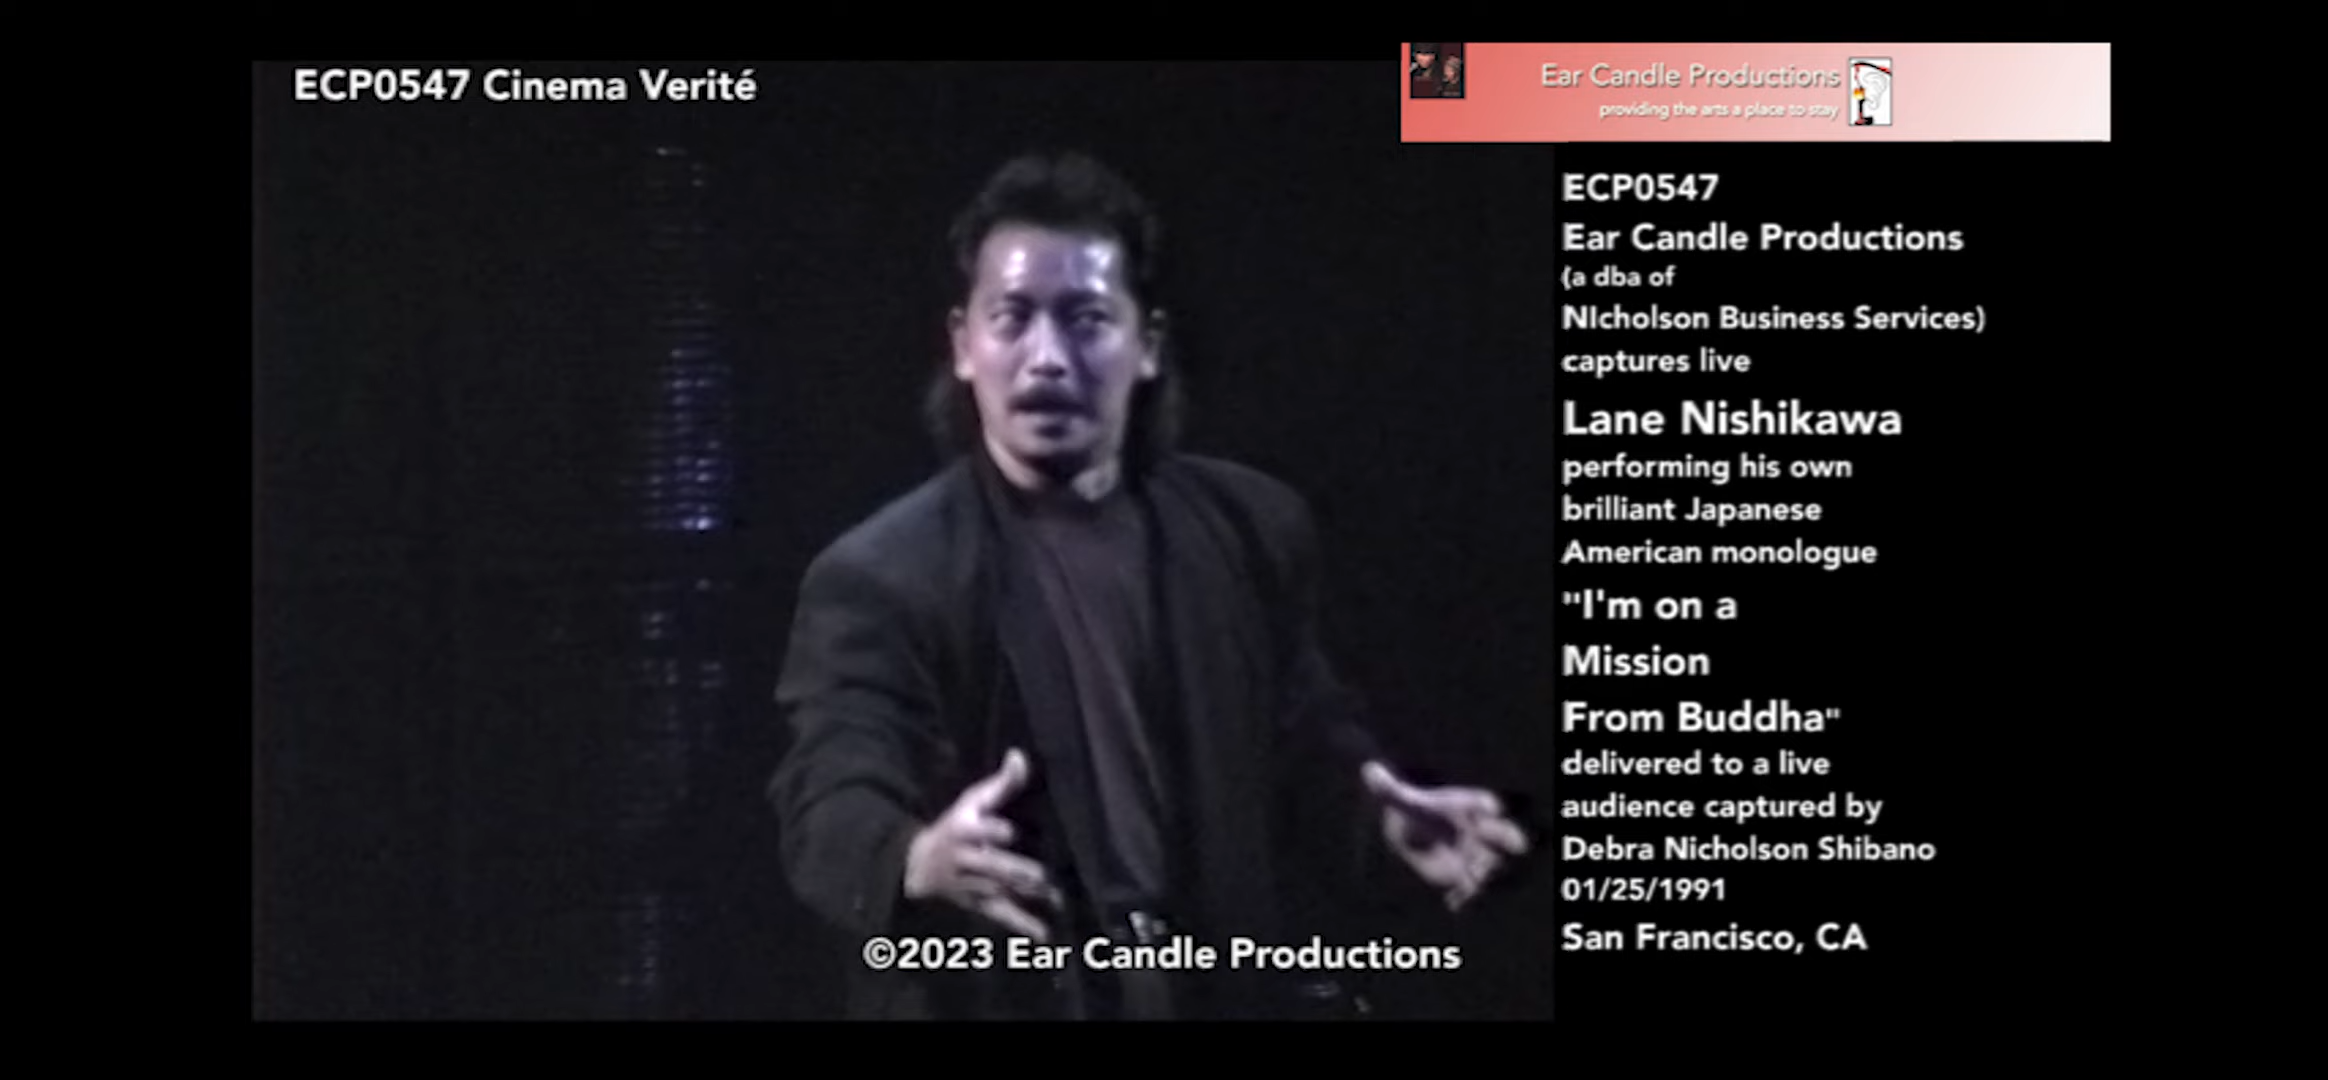 ECP0547 Cinema Verité
Ear Candle Productions
providing the arts a place to stay
ECP0547
Ear Candle Productions
(a dba of
NIcholson Business Services)
captures live
Lane Nishikawa
performing his own
brilliant Japanese
American monologue
"I'm on a
Mission
From Buddha"
delivered to a live
audience captured by
Debra Nicholson Shibano
01/25/1991
San Francisco, CA
©2023 Ear Candle Productions